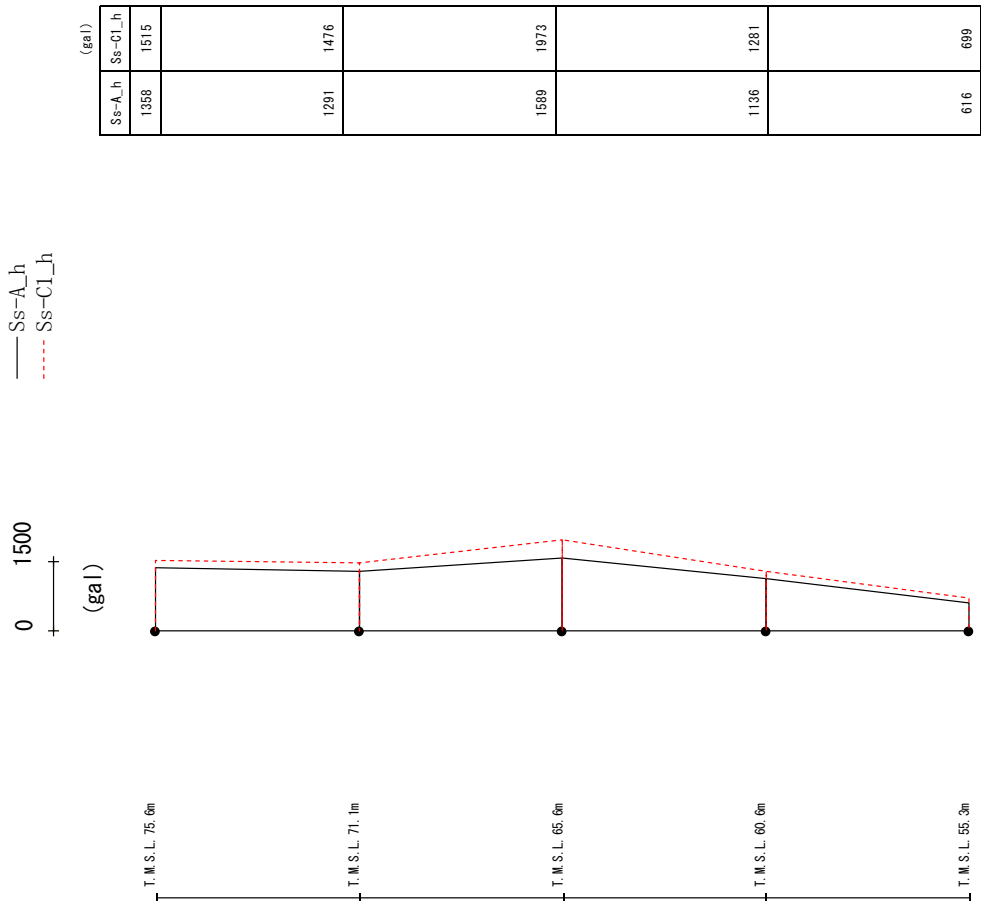 Ss-A_h
Ss-C1_h
0 1500
(gal)
(gal)
Ss-A_h Ss-C1_h
1358 1515
1291 1476
1589 1973
1136 1281
616 699
T.M.S.L. 75.6m
T.M.S.L. 71.1m
T.M.S.L. 65.6m
T.M.S.L. 60.6m
T.M.S.L. 55.3m